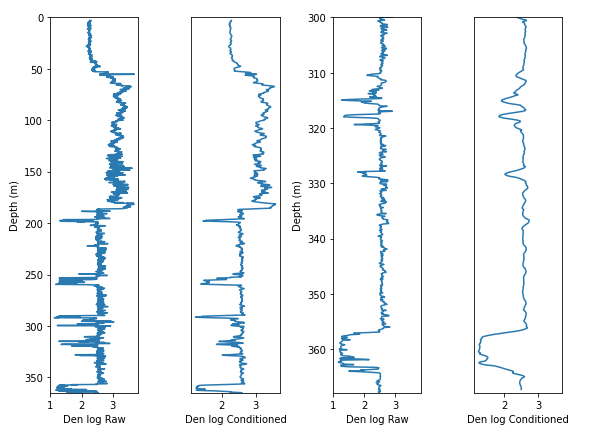 0
50
100
150
200
250
300
350
Depth (m)
1 2 3
Den log Raw
2 3
Den log Conditioned
300
310
320
330
340
350
360
Depth (m)
1 2 3
Den log Raw
2 3
Den log Conditioned